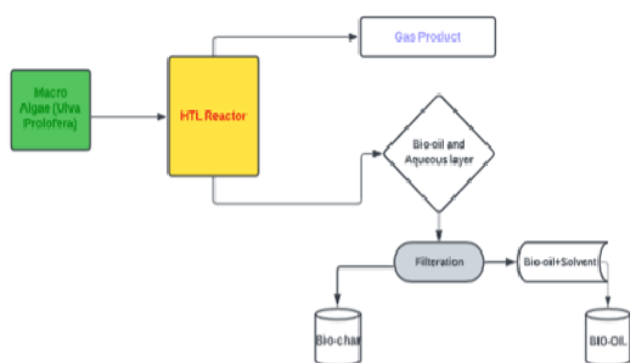 Gas Product
Macro
Algae (Ulva
Prolofera)
HTL Reactor
Bio-oil and
Aqueous layer
Filteration
Bio-oil+Solvent
Bio-char
BIO-OIL